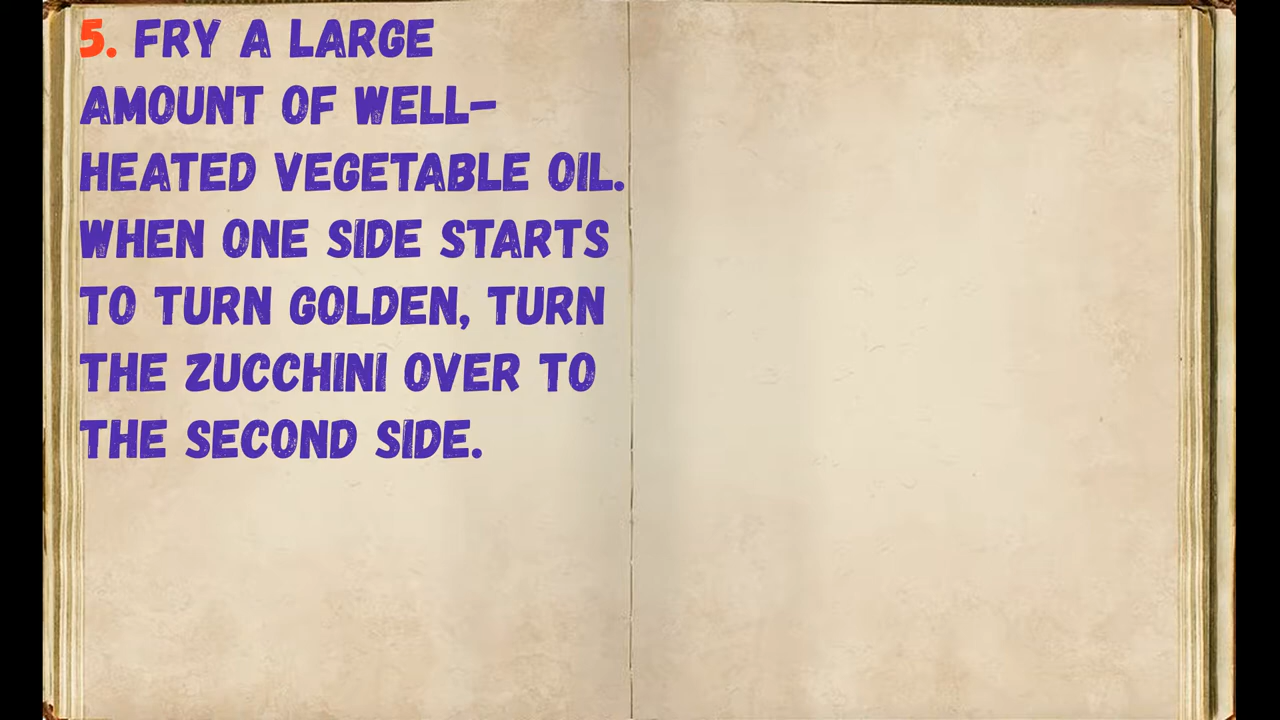 5. FRY A LARGE
AMOUNT OF WELL-
HEATED VEGETABLE OIL.
WHEN ONE SIDE STARTS
TO TURN GOLDEN, TURN
THE ZUCCHINI OVER TO
THE SECOND SIDE.